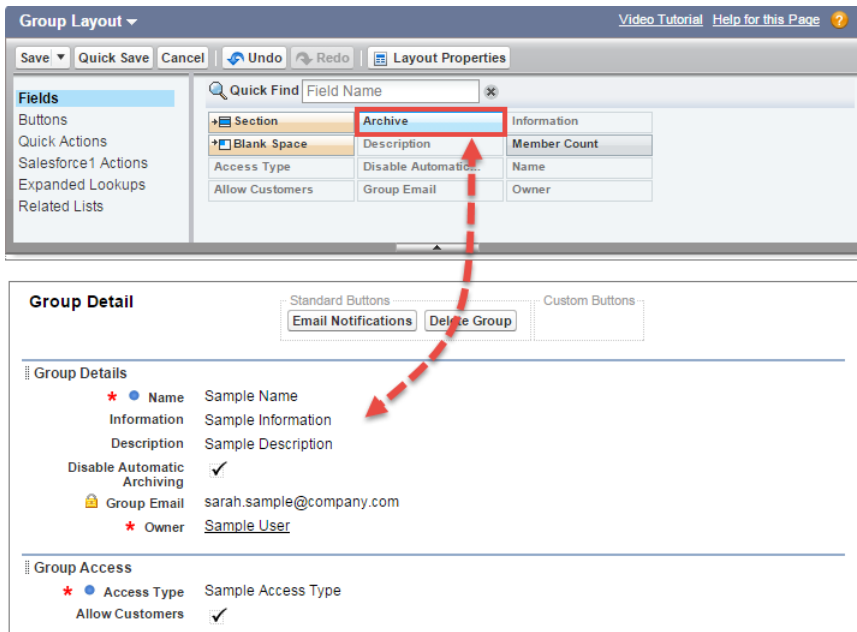 Group Layout Video Tutorial Help for this Page ?
Save Quick Save Cancel Undo Redo Layout Properties
Fields
Buttons
Quick Actions
Salesforce1 Actions
Expanded Lookups
Related Lists
Quick Find Field Name
Section Archive Information
Blank Space Description Member Count
Access Type Disable Automatic... Name
Allow Customers Group Email Owner
Group Detail
Standard Buttons Custom Buttons
Email Notifications Delete Group
Group Details
* Name Sample Name
Information Sample Information
Description Sample Description
Disable Automatic
Archiving
Group Email sarah.sample@company.com
* Owner Sample User
Group Access
* Access Type Sample Access Type
Allow Customers